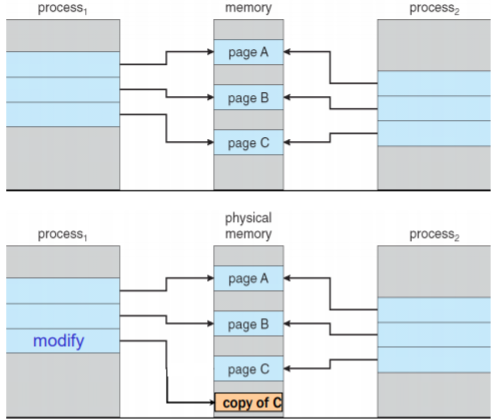 process₁
memory
process₂
page A
page B
page C
physical
memory
process₁
process₂
page A
page B
modify
page C
copy of C